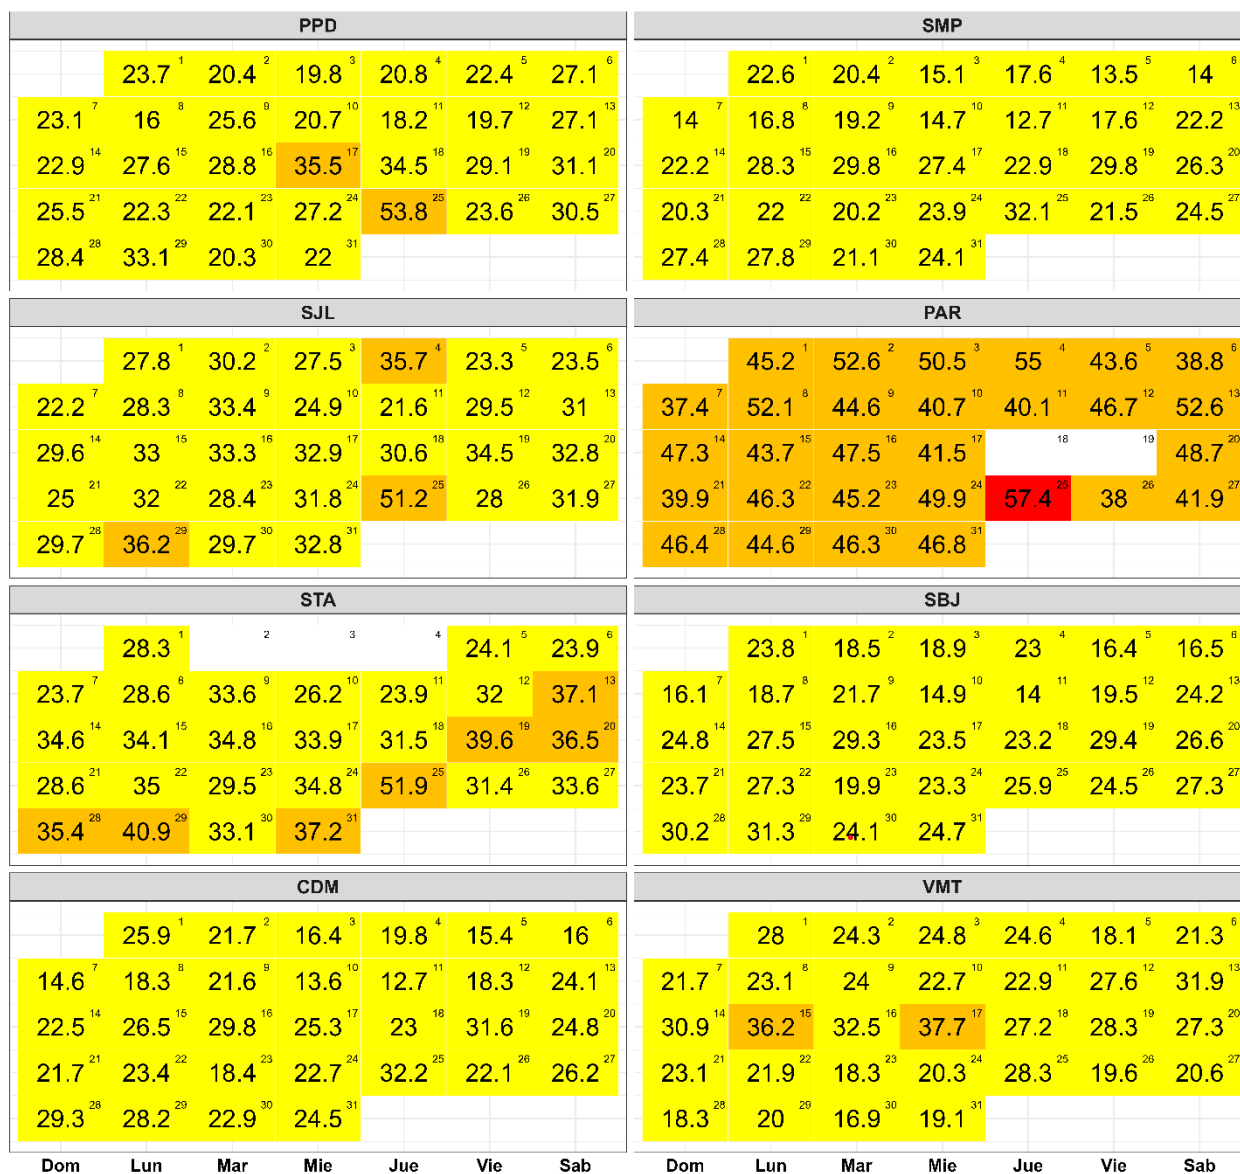 PPD
23.7 1 20.4 2 19.8 3 20.8 4 22.4 5 27.1 6
23.1 7 16 8 25.6 9 20.7 10 18.2 11 19.7 12 27.1 13
22.9 14 27.6 15 28.8 16 35.5 17 34.5 18 29.1 19 31.1 20
25.5 21 22.3 22 22.1 23 27.2 24 53.8 25 23.6 26 30.5 27
28.4 28 33.1 29 20.3 30 22 31
SMP
22.6 1 20.4 2 15.1 3 17.6 4 13.5 5 14 6
14 7 16.8 8 19.2 9 14.7 10 12.7 11 17.6 12 22.2 13
22.2 14 28.3 15 29.8 16 27.4 17 22.9 18 29.8 19 26.3 20
20.3 21 22 22 20.2 23 23.9 24 32.1 25 21.5 26 24.5 27
27.4 28 27.8 29 21.1 30 24.1 31
SJL
27.8 1 30.2 2 27.5 3 35.7 4 23.3 5 23.5 6
22.2 7 28.3 8 33.4 9 24.9 10 21.6 11 29.5 12 31 13
29.6 14 33 15 33.3 16 32.9 17 30.6 18 34.5 19 32.8 20
25 21 32 22 28.4 23 31.8 24 51.2 25 28 26 31.9 27
29.7 28 36.2 29 29.7 30 32.8 31
PAR
45.2 1 52.6 2 50.5 3 55 4 43.6 5 38.8 6
37.4 7 52.1 8 44.6 9 40.7 10 40.1 11 46.7 12 52.6 13
47.3 14 43.7 15 47.5 16 41.5 17 18 19 48.7 20
39.9 21 46.3 22 45.2 23 49.9 24 57.4 25 38 26 41.9 27
46.4 28 44.6 29 46.3 30 46.8 31
STA
28.3 1 2 3 4 24.1 5 23.9 6
23.7 7 28.6 8 33.6 9 26.2 10 23.9 11 32 12 37.1 13
34.6 14 34.1 15 34.8 16 33.9 17 31.5 18 39.6 19 36.5 20
28.6 21 35 22 29.5 23 34.8 24 51.9 25 31.4 26 33.6 27
35.4 28 40.9 29 33.1 30 37.2 31
SBJ
23.8 1 18.5 2 18.9 3 23 4 16.4 5 16.5 6
16.1 7 18.7 8 21.7 9 14.9 10 14 11 19.5 12 24.2 13
24.8 14 27.5 15 29.3 16 23.5 17 23.2 18 29.4 19 26.6 20
23.7 21 27.3 22 19.9 23 23.3 24 25.9 25 24.5 26 27.3 27
30.2 28 31.3 29 24.1 30 24.7 31
CDM
25.9 1 21.7 2 16.4 3 19.8 4 15.4 5 16 6
14.6 7 18.3 8 21.6 9 13.6 10 12.7 11 18.3 12 24.1 13
22.5 14 26.5 15 29.8 16 25.3 17 23 18 31.6 19 24.8 20
21.7 21 23.4 22 18.4 23 22.7 24 32.2 25 22.1 26 26.2 27
29.3 28 28.2 29 22.9 30 24.5 31
Dom Lun Mar Mie Jue Vie Sab
VMT
28 1 24.3 2 24.8 3 24.6 4 18.1 5 21.3 6
21.7 7 23.1 8 24 9 22.7 10 22.9 11 27.6 12 31.9 13
30.9 14 36.2 15 32.5 16 37.7 17 27.2 18 28.3 19 27.3 20
23.1 21 21.9 22 18.3 23 20.3 24 28.3 25 19.6 26 20.6 27
18.3 28 20 29 16.9 30 19.1 31
Dom Lun Mar Mie Jue Vie Sab